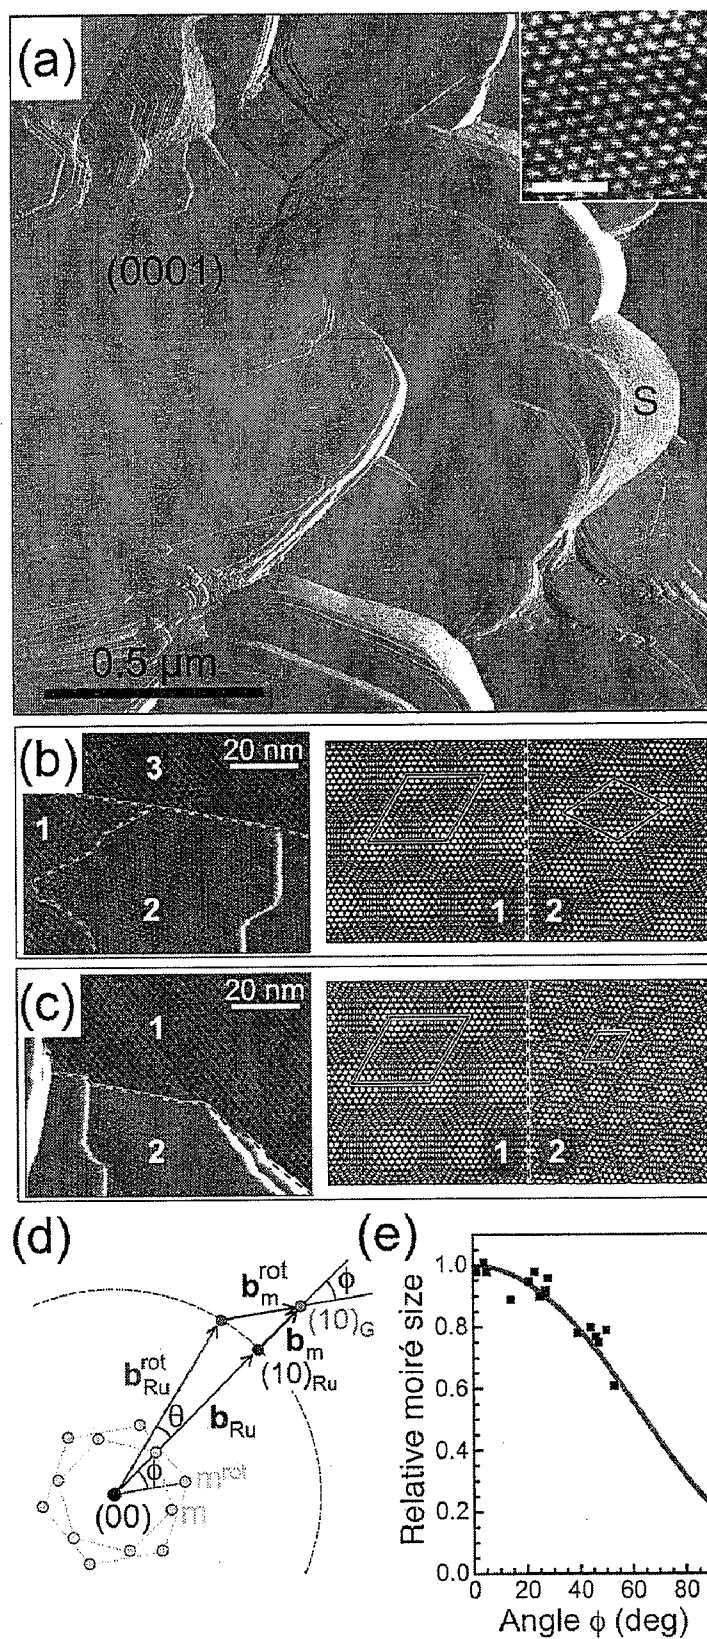 (a)
(0001)
S
0.5 μm
(b)
3
20 nm
1
2
1
2
(c)
1
20 nm
2
1
2
(d)
b_m^rot
ϕ
(10)_G
b_m
(10)_Ru
b_Ru^rot
θ
b_Ru
ϕ
m^rot
(00)
m
(e)
Relative moiré size
1.0
0.8
0.6
0.4
0.2
0.0
0 20 40 60 80
Angle ϕ (deg)